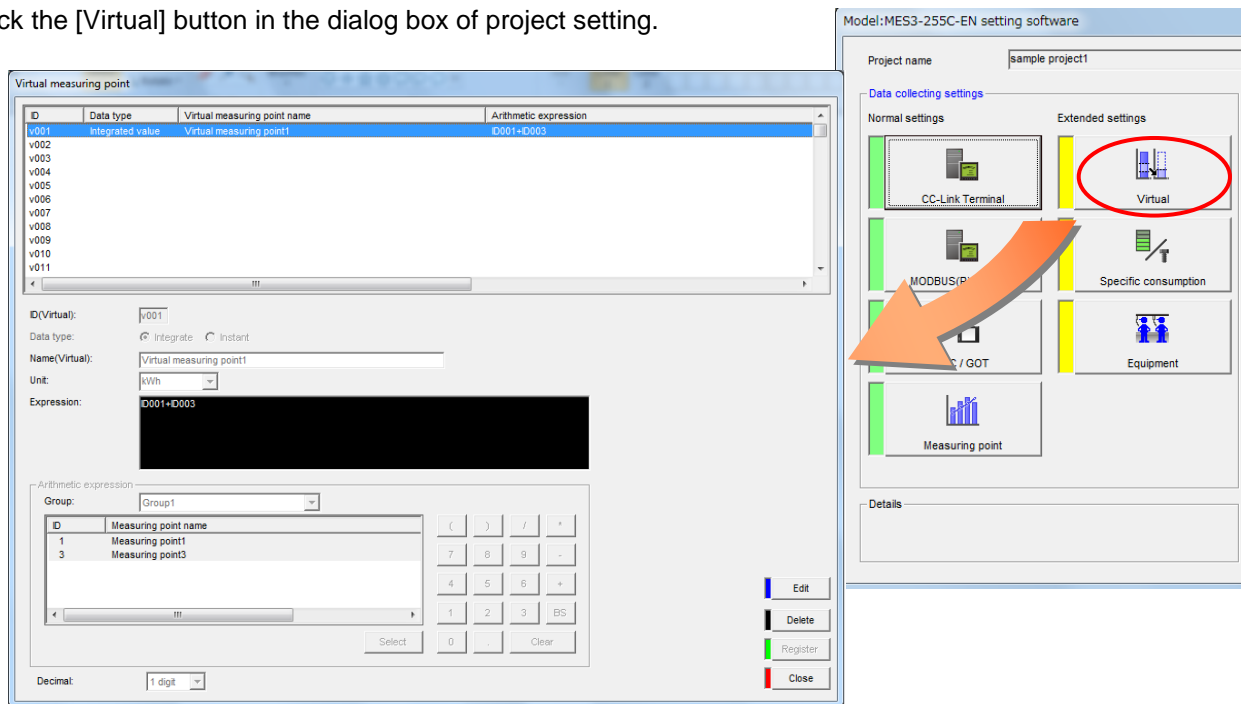 ck the [Virtual] button in the dialog box of project setting.
Model:MES3-255C-EN setting software
Project name sample project1
Data collecting settings
Normal settings Extended settings
CC-Link Terminal Virtual
Specific consumption
/ GOT Equipment
Measuring point
Details
Virtual measuring point
ID Data type Virtual measuring point name Arithmetic expression
v001 Integrated value Virtual measuring point1 ID001+ID003
v002
v003
v004
v005
v006
v007
v008
v009
v010
v011
ID(Virtual): v001
Data type: Integrate Instant
Name(Virtual): Virtual measuring point1
Unit: kWh
Expression: ID001+ID003
Arithmetic expression
Group: Group1
ID Measuring point name
1 Measuring point1
3 Measuring point3
( ) / *
7 8 9 -
4 5 6 +
1 2 3 BS
Select 0 . Clear
Decimal: 1 digit
Edit
Delete
Register
Close